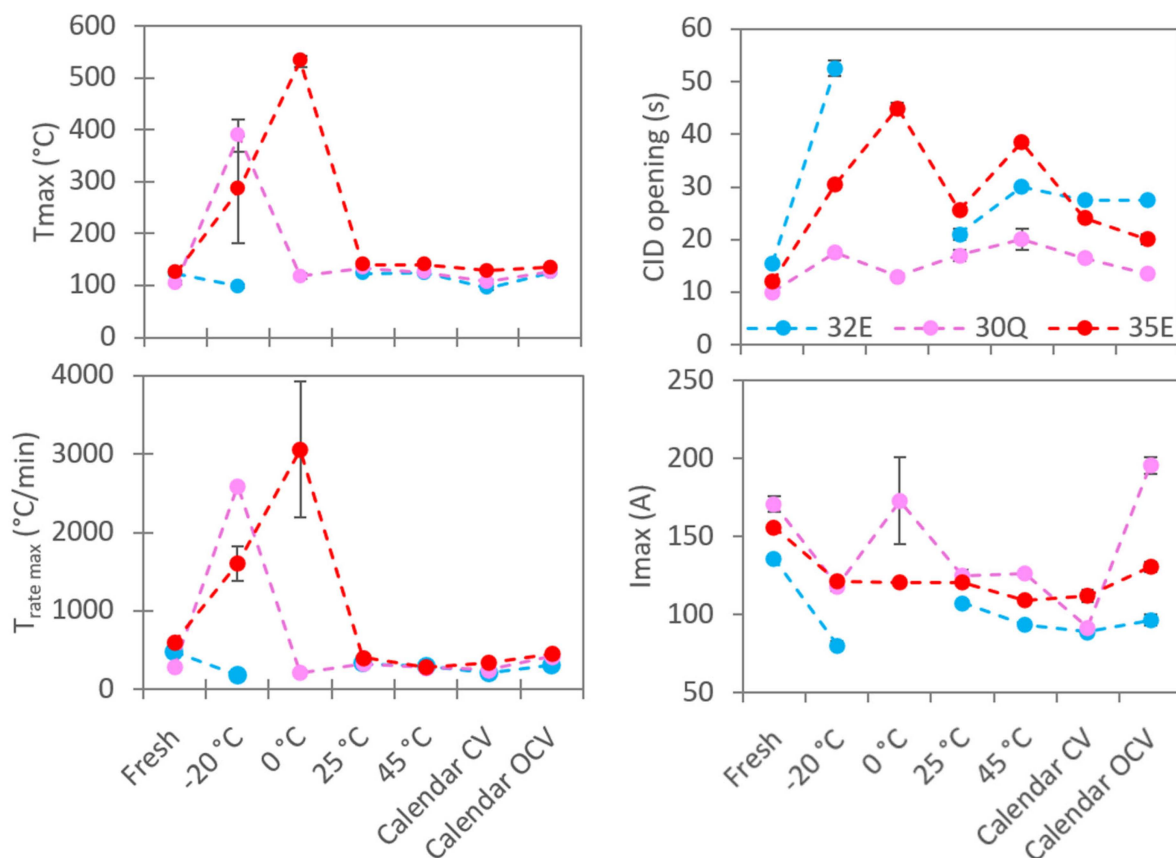 600
500
400
300
200
100
0
Tmax (°C)
60
50
40
30
20
10
0
CID opening (s)
32E 30Q 35E
4000
3000
2000
1000
0
T rate max (°C/min)
Fresh
-20 °C
0 °C
25 °C
45 °C
Calendar CV
Calendar OCV
250
200
150
100
50
Imax (A)
Fresh
-20 °C
0 °C
25 °C
45 °C
Calendar CV
Calendar OCV